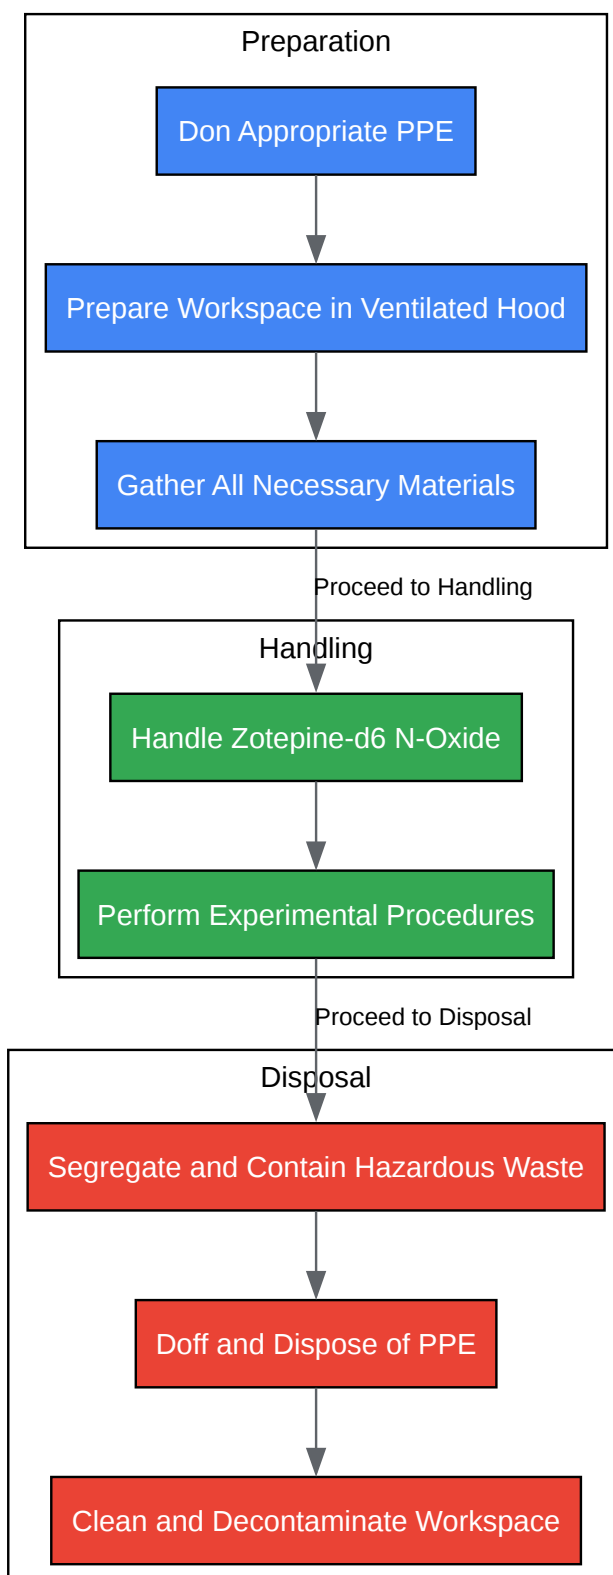 Preparation
Don Appropriate PPE
Prepare Workspace in Ventilated Hood
Gather All Necessary Materials
Proceed to Handling
Handling
Handle Zotepine-d6 N-Oxide
Perform Experimental Procedures
Proceed to Disposal
Disposal
Segregate and Contain Hazardous Waste
Doff and Dispose of PPE
Clean and Decontaminate Workspace